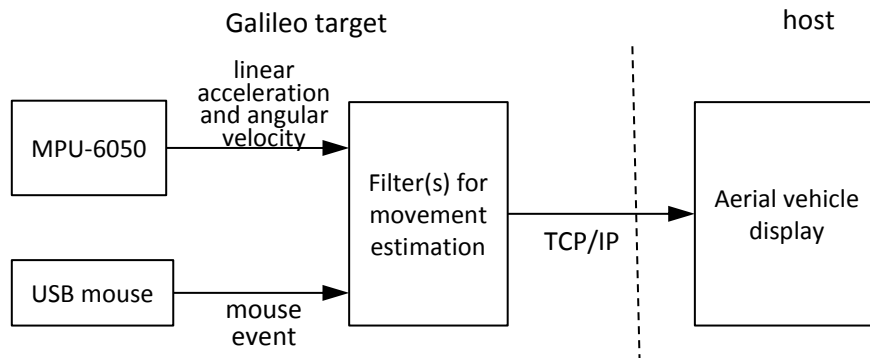 Galileo target
host
linear
acceleration
and angular
velocity
MPU-6050
Filter(s) for
movement
estimation
Aerial vehicle
display
TCP/IP
USB mouse
mouse
event